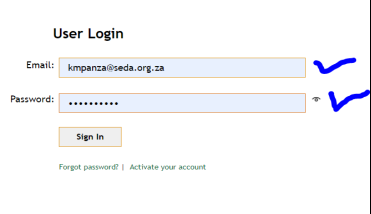 User Login
Email: kmpanza@seda.org.za
Password: ••••••••••
Sign In
Forgot password? | Activate your account